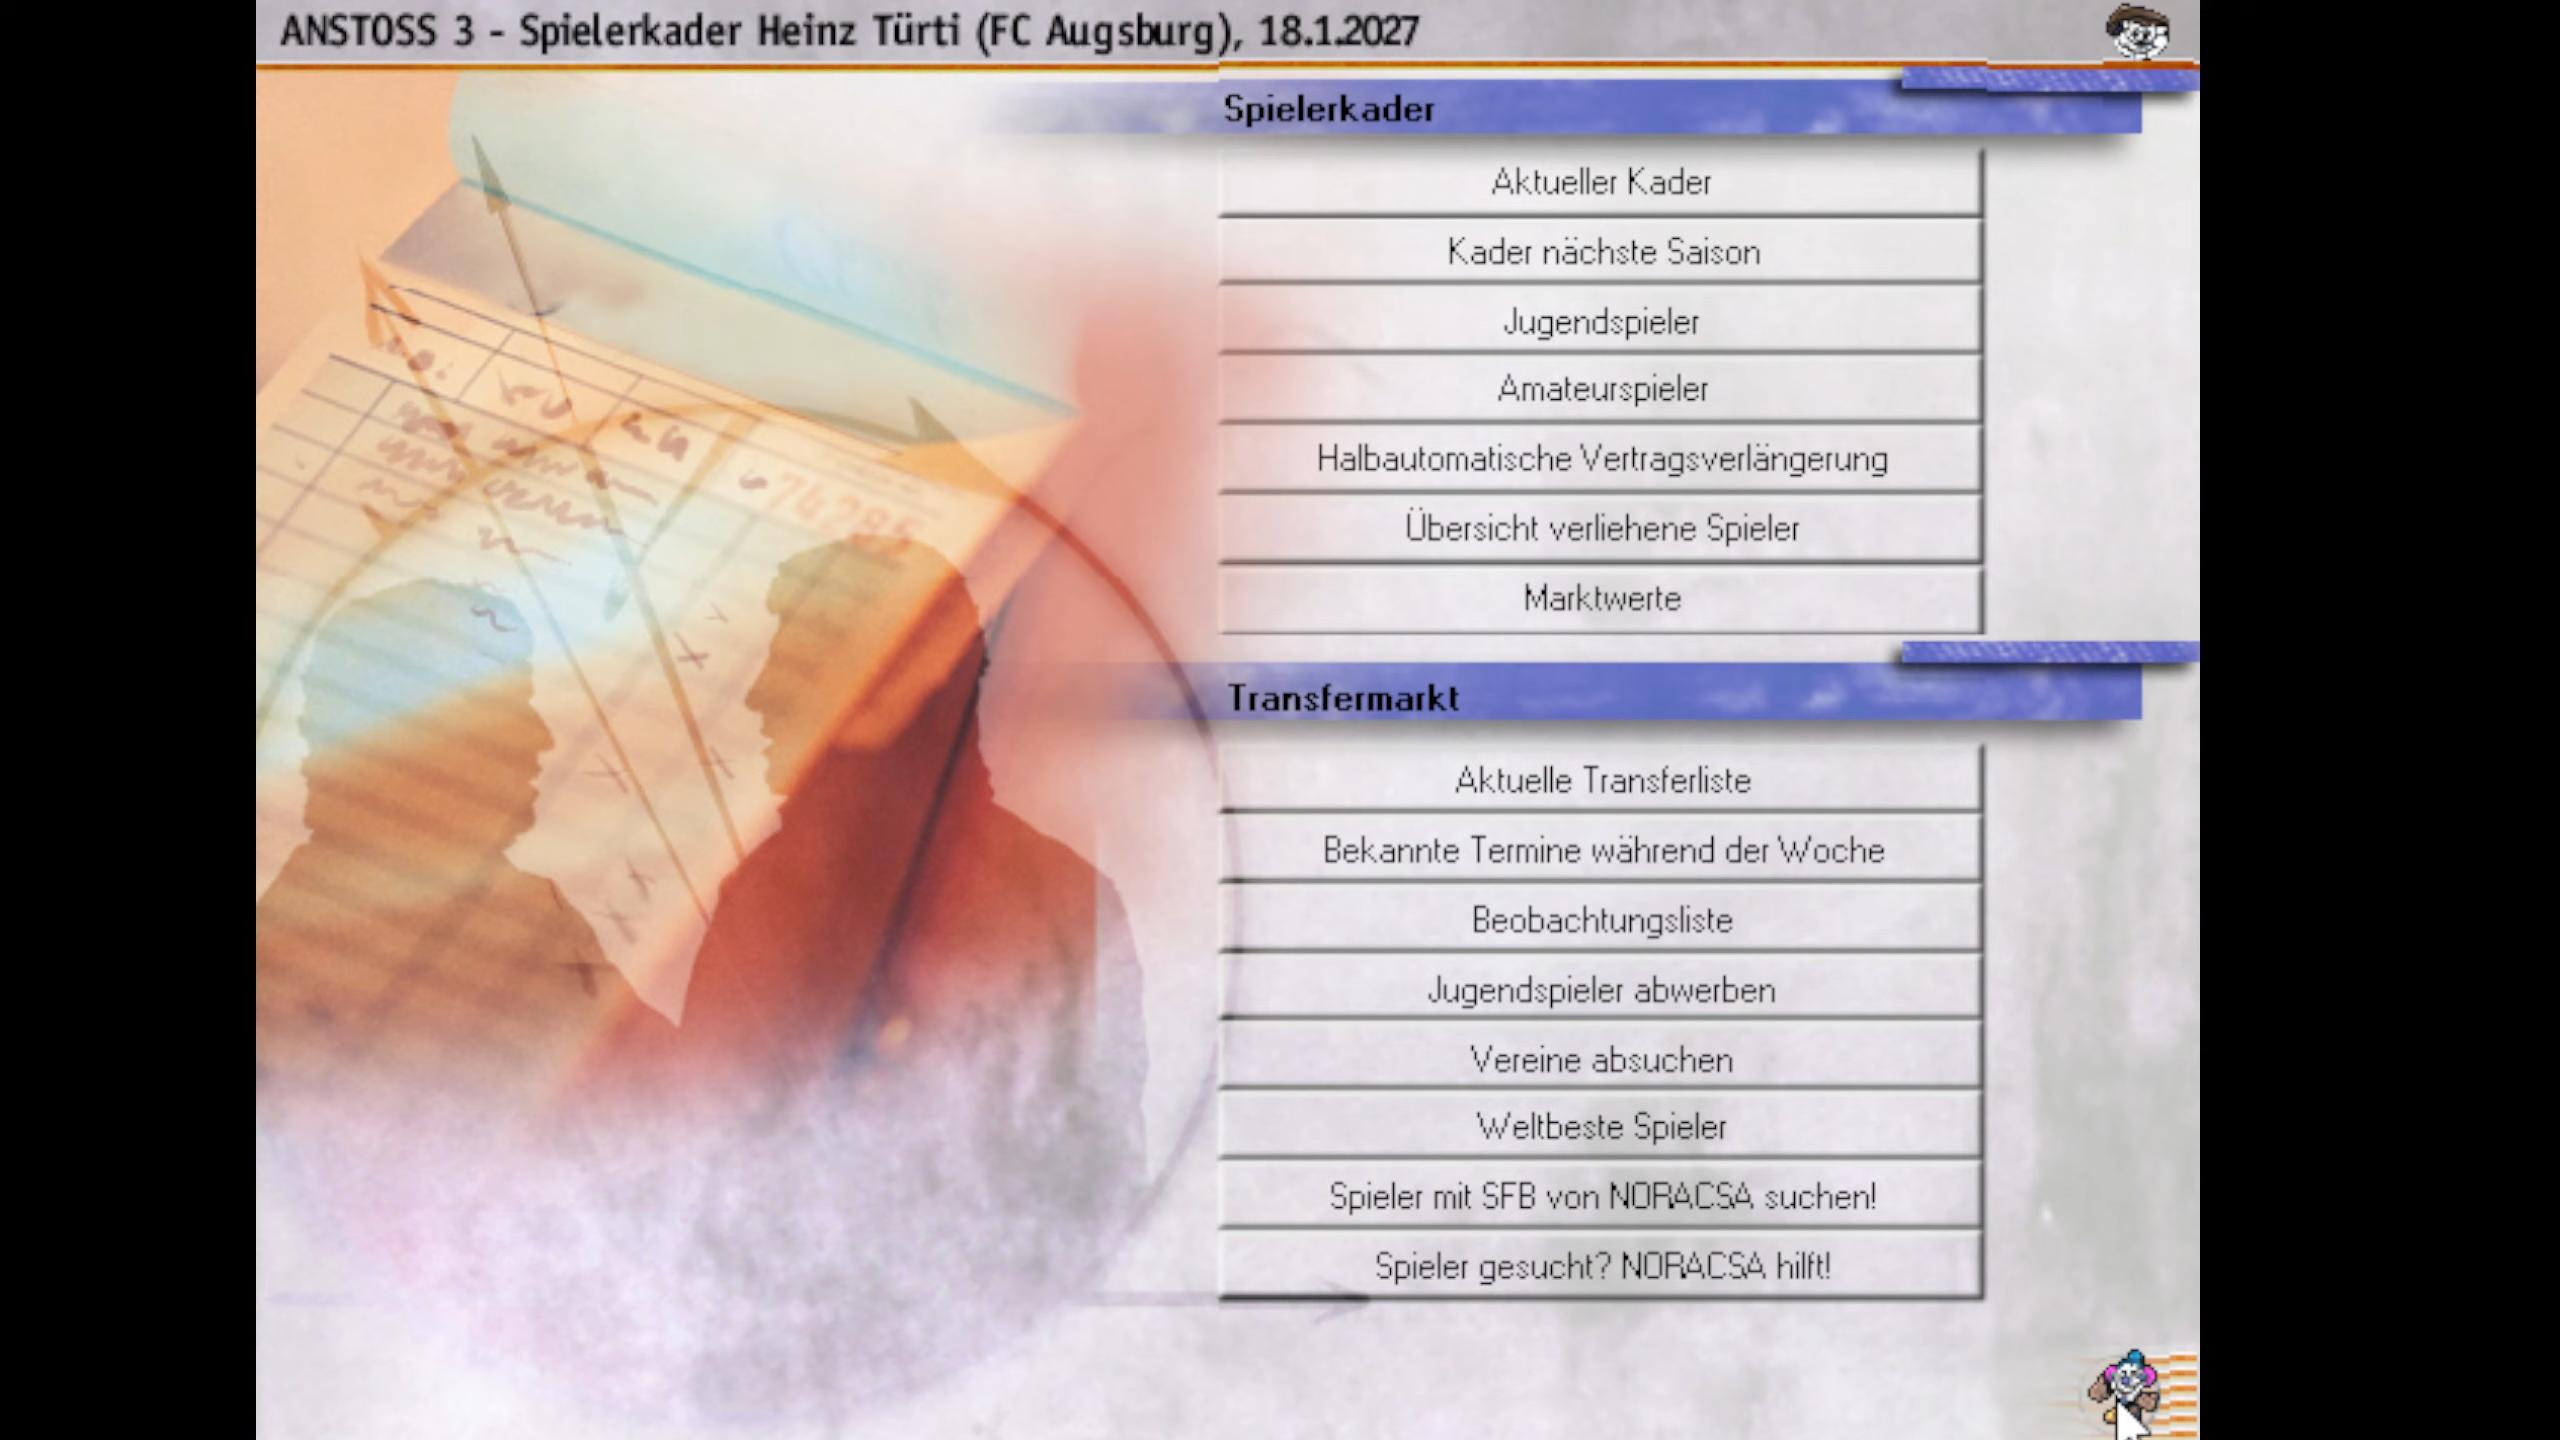 ANSTOSS 3 - Spielerkader Heinz Türti (FC Augsburg), 18.1.2027
Spielerkader
Aktueller Kader
Kader nächste Saison
Jugendspieler
Amateurspieler
Halbautomatische Vertragsverlängerung
Übersicht verliehene Spieler
Marktwerte
Transfermarkt
Aktuelle Transferliste
Bekannte Termine während der Woche
Beobachtungsliste
Jugendspieler abwerben
Vereine absuchen
Weltbeste Spieler
Spieler mit SFB von NORACSA suchen!
Spieler gesucht? NORACSA hilft!
74285